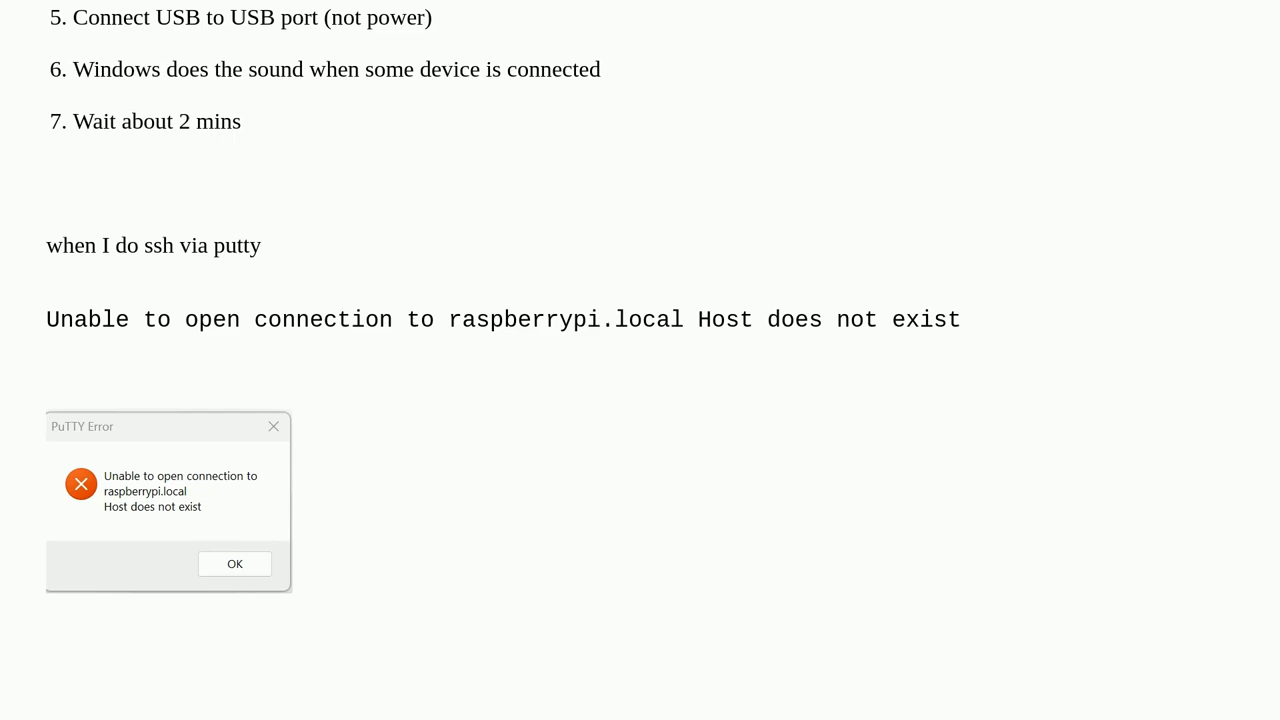 5. Connect USB to USB port (not power)
6. Windows does the sound when some device is connected
7. Wait about 2 mins
when I do ssh via putty
Unable to open connection to raspberrypi.local Host does not exist
PuTTY Error
Unable to open connection to
raspberrypi.local
Host does not exist
OK